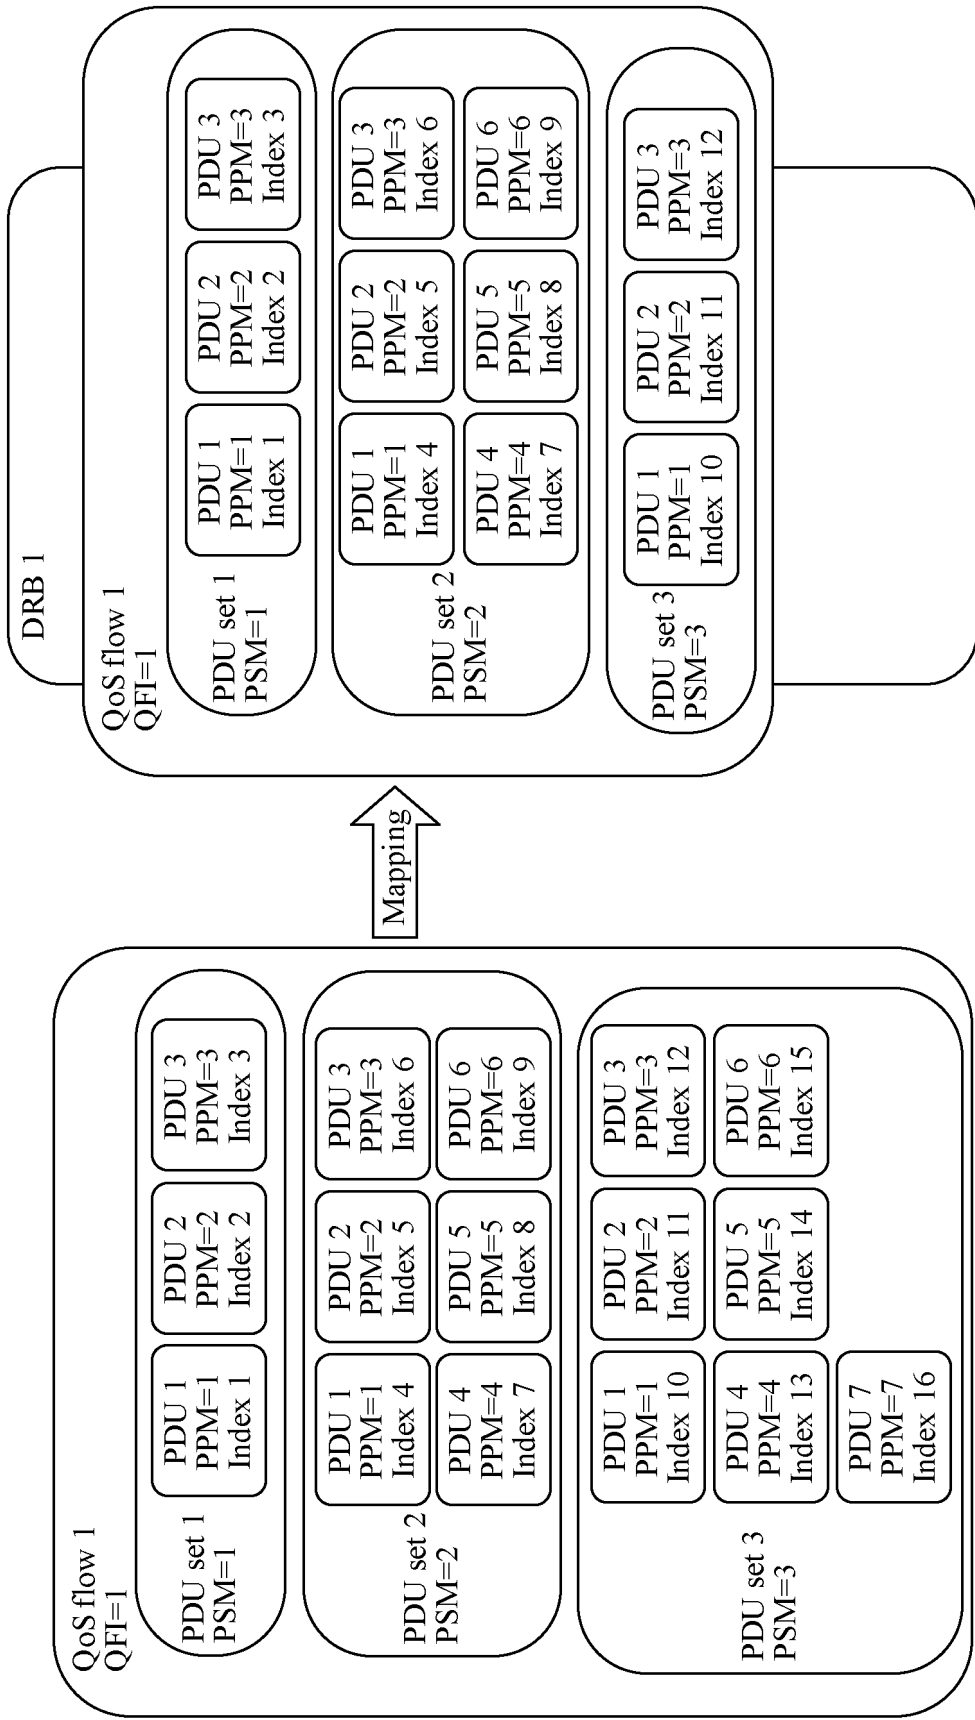 QoS flow 1
QFI=1
PDU set 1
PSM=1
PDU 1
PPM=1
Index 1
PDU 2
PPM=2
Index 2
PDU 3
PPM=3
Index 3
PDU set 2
PSM=2
PDU 1
PPM=1
Index 4
PDU 2
PPM=2
Index 5
PDU 3
PPM=3
Index 6
PDU 4
PPM=4
Index 7
PDU 5
PPM=5
Index 8
PDU 6
PPM=6
Index 9
PDU set 3
PSM=3
PDU 1
PPM=1
Index 10
PDU 2
PPM=2
Index 11
PDU 3
PPM=3
Index 12
PDU 4
PPM=4
Index 13
PDU 5
PPM=5
Index 14
PDU 6
PPM=6
Index 15
PDU 7
PPM=7
Index 16
Mapping
DRB 1
QoS flow 1
QFI=1
PDU set 1
PSM=1
PDU 1
PPM=1
Index 1
PDU 2
PPM=2
Index 2
PDU 3
PPM=3
Index 3
PDU set 2
PSM=2
PDU 1
PPM=1
Index 4
PDU 2
PPM=2
Index 5
PDU 3
PPM=3
Index 6
PDU 4
PPM=4
Index 7
PDU 5
PPM=5
Index 8
PDU 6
PPM=6
Index 9
PDU set 3
PSM=3
PDU 1
PPM=1
Index 10
PDU 2
PPM=2
Index 11
PDU 3
PPM=3
Index 12